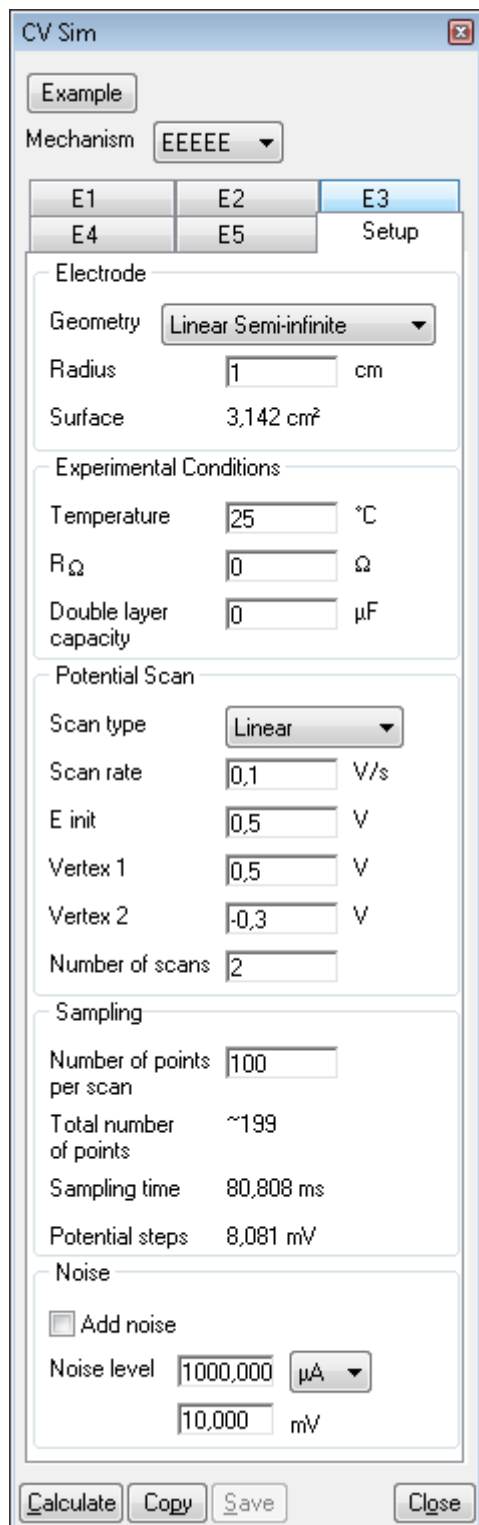 CV Sim
Example
Mechanism EEEEE
E1 E2 E3
E4 E5 Setup
Electrode
Geometry Linear Semi-infinite
Radius 1 cm
Surface 3,142 cm²
Experimental Conditions
Temperature 25 °C
RΩ 0 Ω
Double layer
capacity 0 µF
Potential Scan
Scan type Linear
Scan rate 0,1 V/s
E init 0,5 V
Vertex 1 0,5 V
Vertex 2 -0,3 V
Number of scans 2
Sampling
Number of points
per scan 100
Total number
of points ~199
Sampling time 80,808 ms
Potential steps 8,081 mV
Noise
Add noise
Noise level 1000,000 µA
10,000 mV
Calculate Copy Save Close